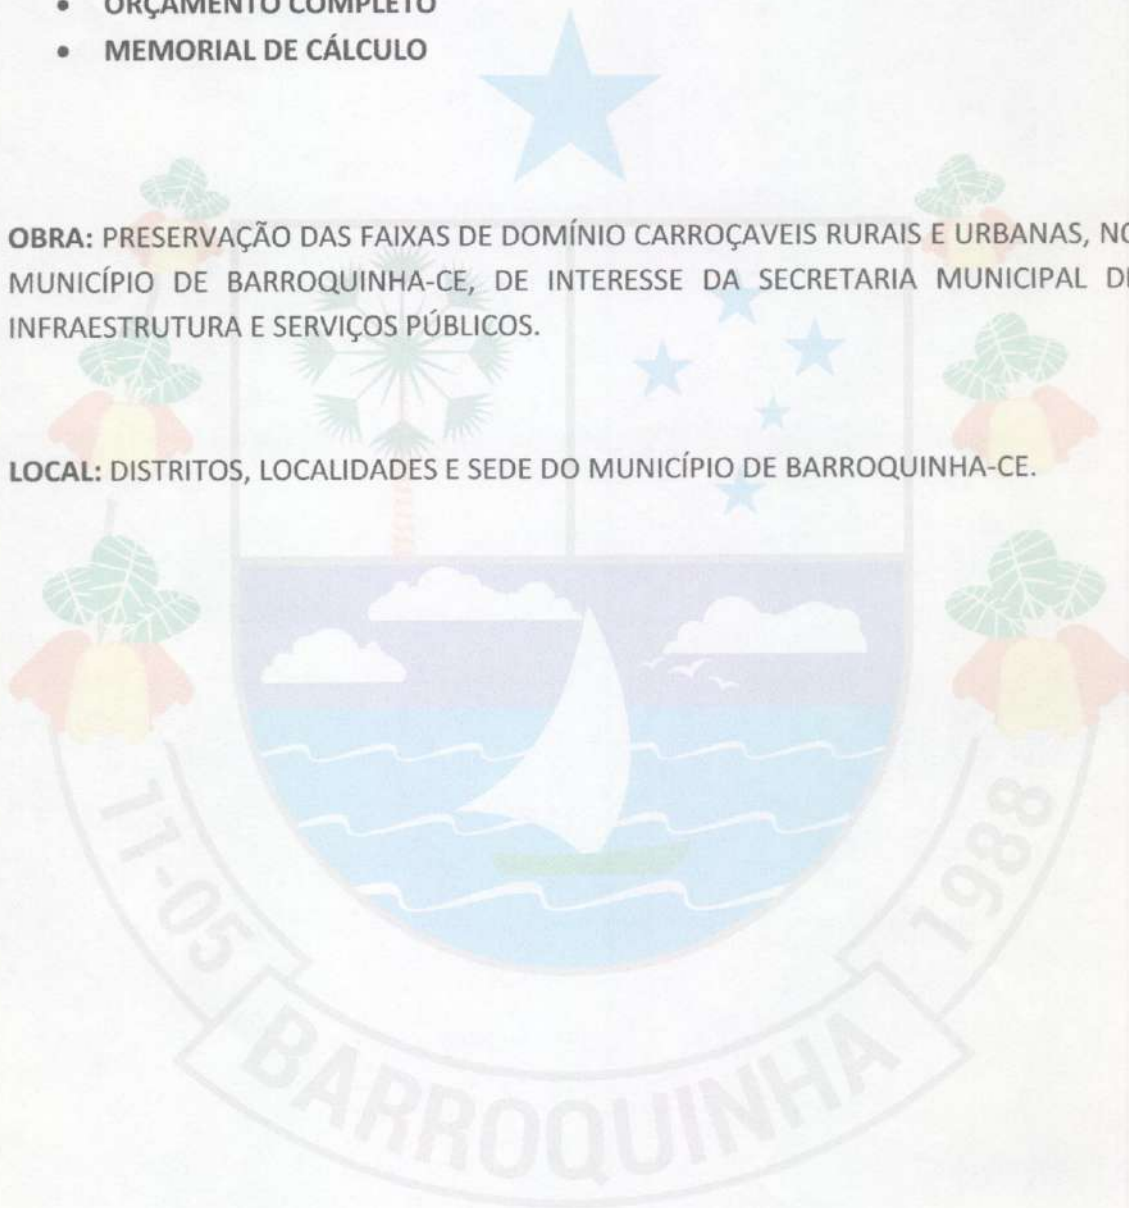 • ORÇAMENTO COMPLETO
• MEMORIAL DE CÁLCULO
OBRA: PRESERVAÇÃO DAS FAIXAS DE DOMÍNIO CARROÇAVEIS RURAIS E URBANAS, NO
MUNICÍPIO DE BARROQUINHA-CE, DE INTERESSE DA SECRETARIA MUNICIPAL DE
INFRAESTRUTURA E SERVIÇOS PÚBLICOS.
LOCAL: DISTRITOS, LOCALIDADES E SEDE DO MUNICÍPIO DE BARROQUINHA-CE.
11-05 BARROQUINHA 1988